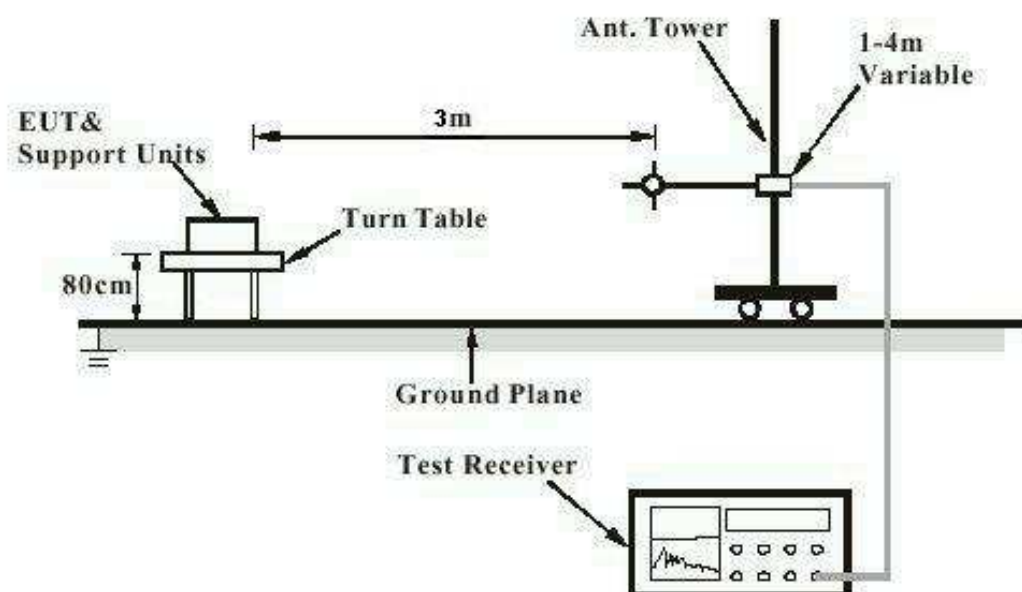 Ant. Tower
1-4m
Variable
EUT&
Support Units
3m
Turn Table
80cm
Ground Plane
Test Receiver